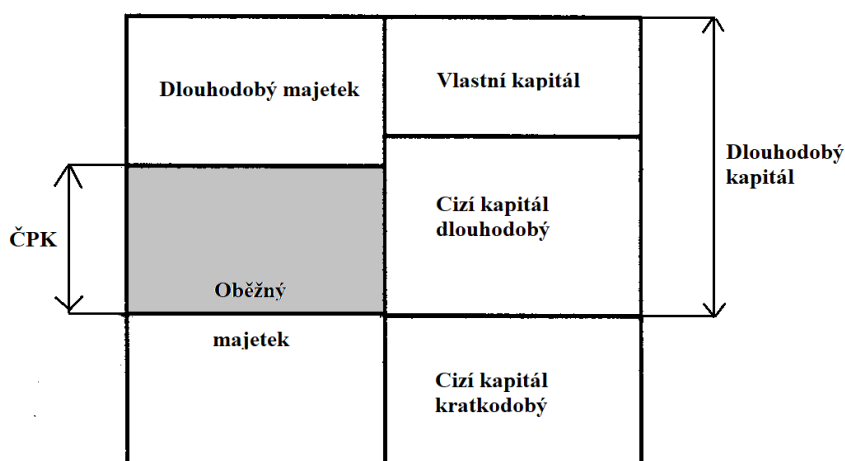 Dlouhodobý majetek
Vlastní kapitál
Dlouhodobý
kapitál
ČPK
Cizí kapitál
dlouhodobý
Oběžný
majetek
Cizí kapitál
kratkodobý